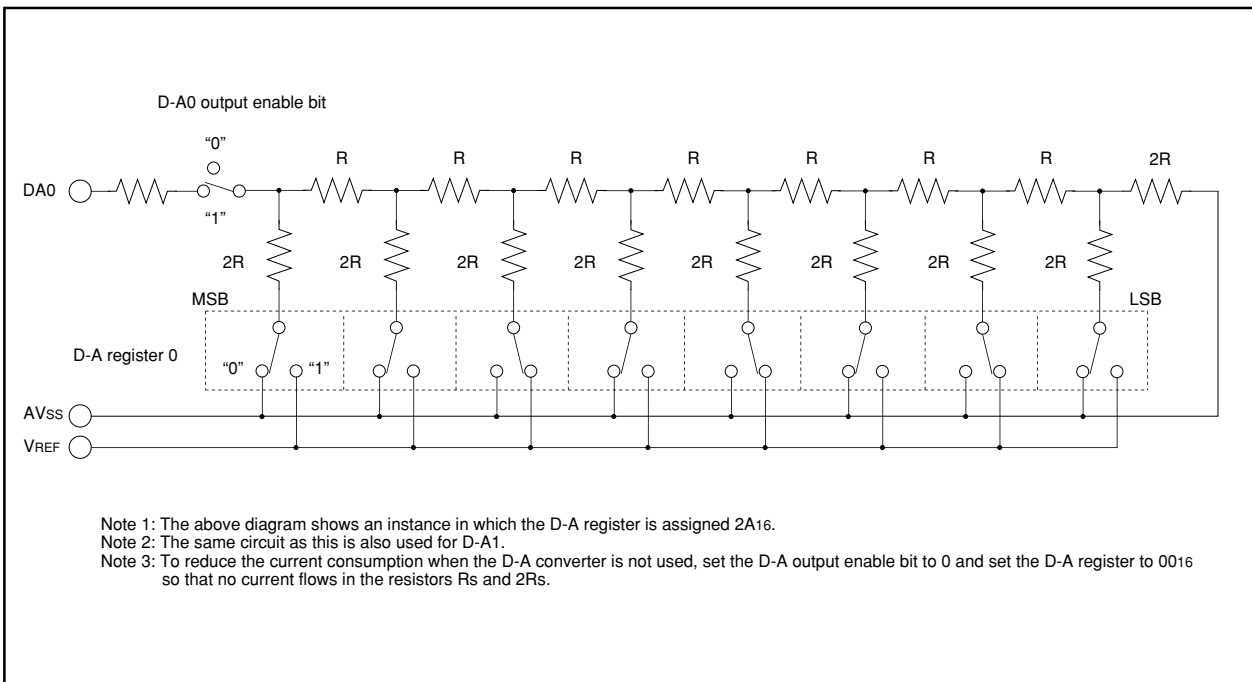 D-A0 output enable bit
“0”
R R R R R R R 2R
DA0
“1”
2R 2R 2R 2R 2R 2R 2R 2R
MSB LSB
D-A register 0
“0” “1”
AVSS
VREF
Note 1: The above diagram shows an instance in which the D-A register is assigned 2A16.
Note 2: The same circuit as this is also used for D-A1.
Note 3: To reduce the current consumption when the D-A converter is not used, set the D-A output enable bit to 0 and set the D-A register to 0016
so that no current flows in the resistors Rs and 2Rs.